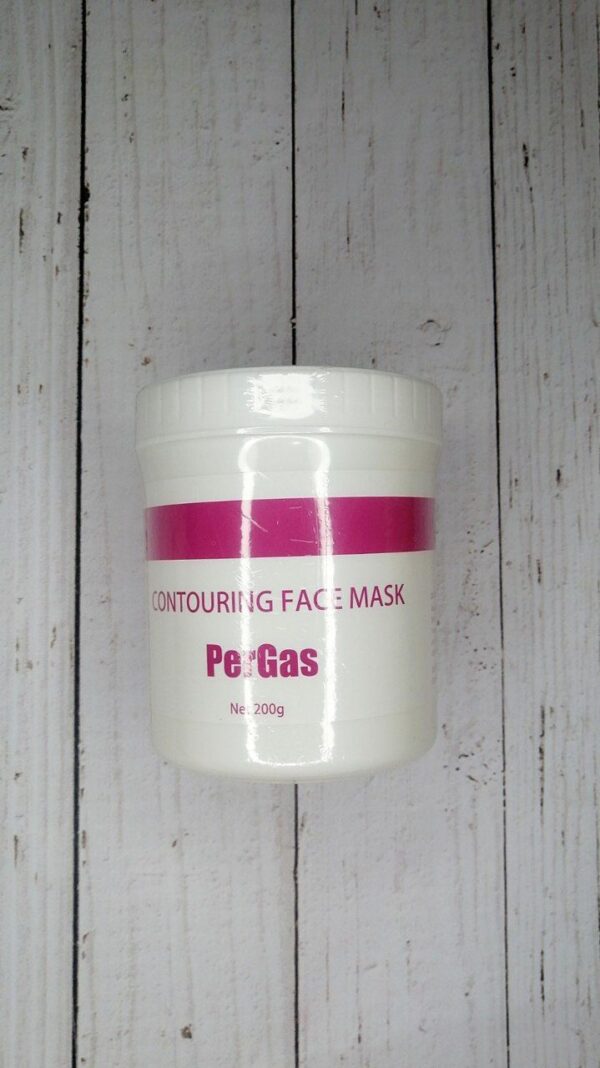 CONTOURING FACE MASK
PerGas
Net 200g